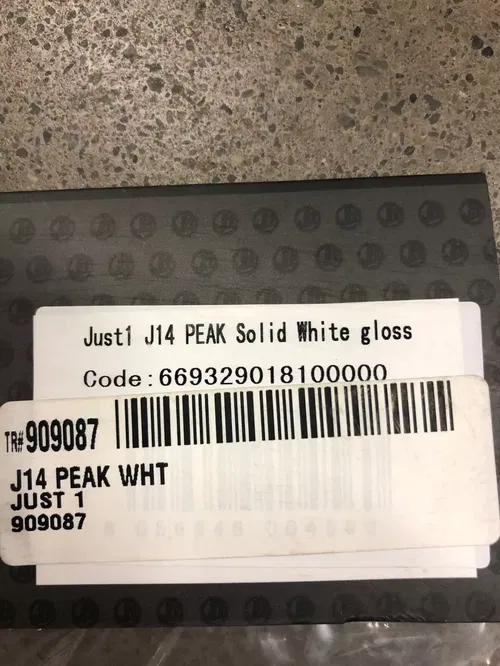 Just1 J14 PEAK Solid White gloss
Code:669329018100000
TR# 909087
J14 PEAK WHT
JUST 1
909087